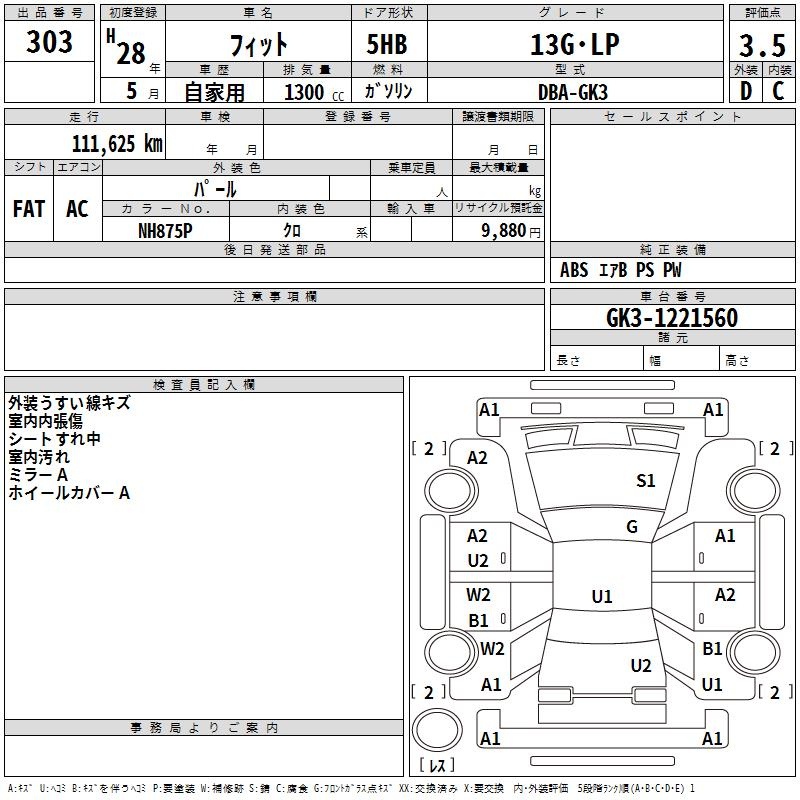 出品番号 初度登録 車名 ドア形状 グレード 評価点
303 H28年 フィット 5HB 13G・LP 3.5
車歴 排気量 燃料 型式 外装 内装
5月 自家用 1300 CC ガソリン DBA-GK3 D C
走行 車検 登録番号 譲渡書類期限 セールスポイント
111,625 km 年 月 月 日
シフト エアコン 外装色 乗車定員 最大積載量
FAT AC パール 人 kg
カラーNo. 内装色 輸入車 リサイクル預託金
NH875P クロ 系 9,880円
後日発送部品 純正装備
ABS エアB PS PW
注意事項欄 車台番号
GK3-1221560
諸元
長さ 幅 高さ
検査員記入欄
外装うすい線キズ
室内内張傷
シートすれ中
室内汚れ
ミラーA
ホイールカバーA
A1 A1
[ 2 ] [ 2 ]
A2
S1
G
A2 A1
U2
W2 U1 A2
B1
W2 B1
U2
A1 U1
[ 2 ] [ 2 ]
A1 A1
[ レス ]
事務局よりご案内
A:キズ U:ヘコミ B:キズを伴うヘコミ P:要塗装 W:補修跡 S:錆 C:腐食 G:フロントガラス点キズ XX:交換済み X:要交換 内・外装評価 5段階ランク順(A・B・C・D・E) 1